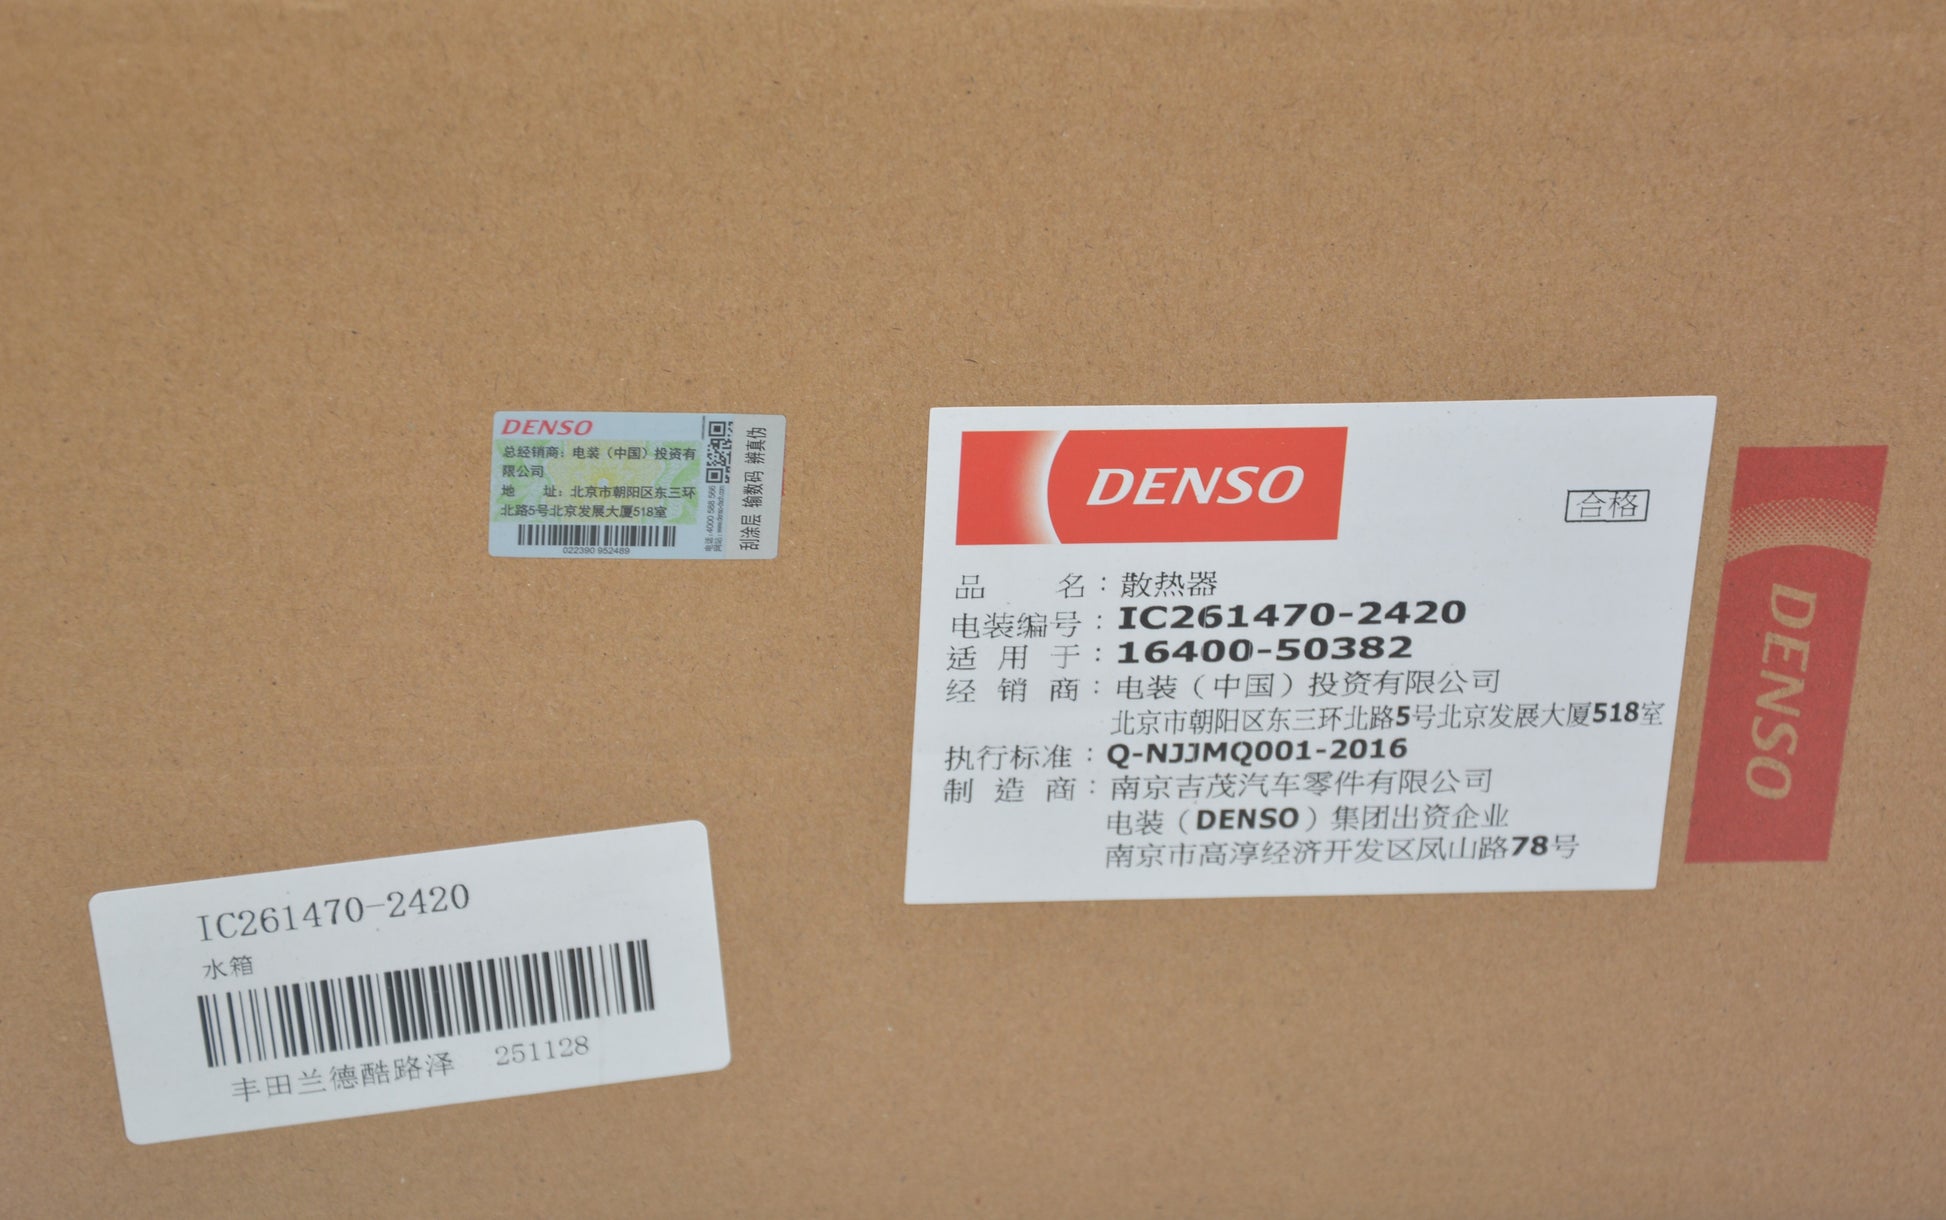 DENSO
总经销商：电装（中国）投资有
限公司
地 址：北京市朝阳区东三环
北路5号北京发展大厦518室
022390 952489
电话：4000 588 566
刮涂层 输数码 辨真伪
DENSO
合格
品 名：散热器
电装编号：IC261470-2420
适 用 于：16400-50382
经 销 商：电装（中国）投资有限公司
北京市朝阳区东三环北路5号北京发展大厦518室
执行标准：Q-NJJMQ001-2016
制 造 商：南京吉茂汽车零件有限公司
电装（DENSO）集团出资企业
南京市高淳经济开发区凤山路78号
DENSO
IC261470-2420
水箱
丰田兰德酷路泽 251128